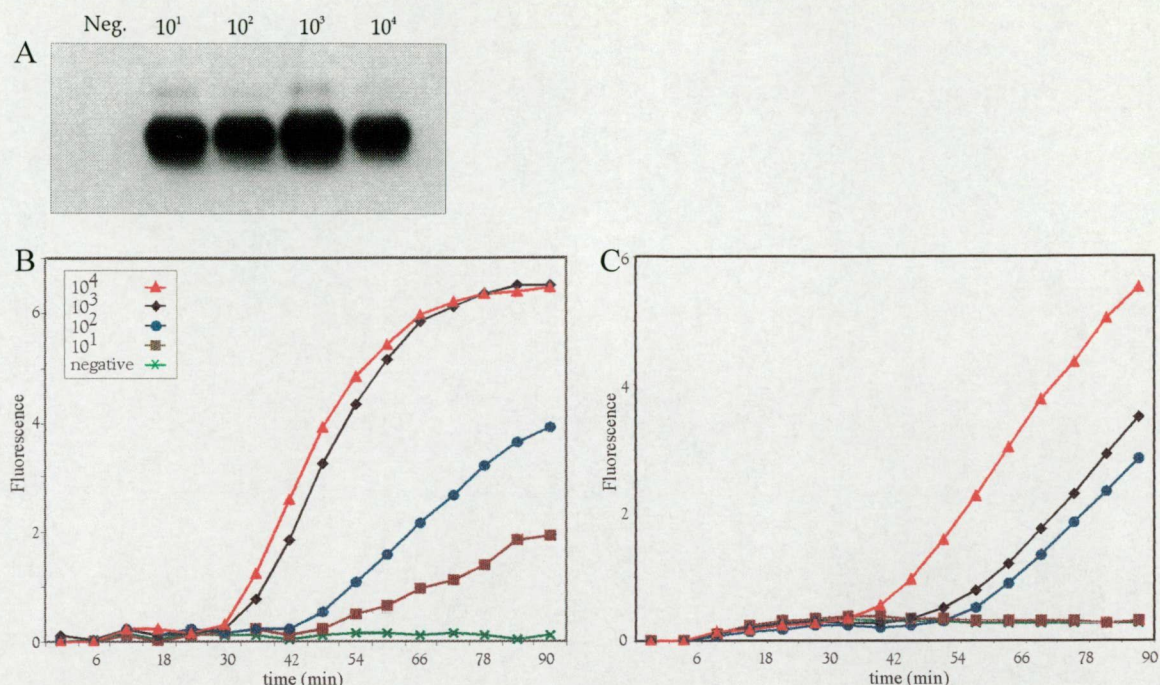 Neg. 10¹ 10² 10³ 10⁴
A
B
10⁴
10³
10²
10¹
negative
6
4
2
0
Fluorescence
6 18 30 42 54 66 78 90
time (min)
C
6
4
2
0
Fluorescence
6 18 30 42 54 66 78 90
time (min)